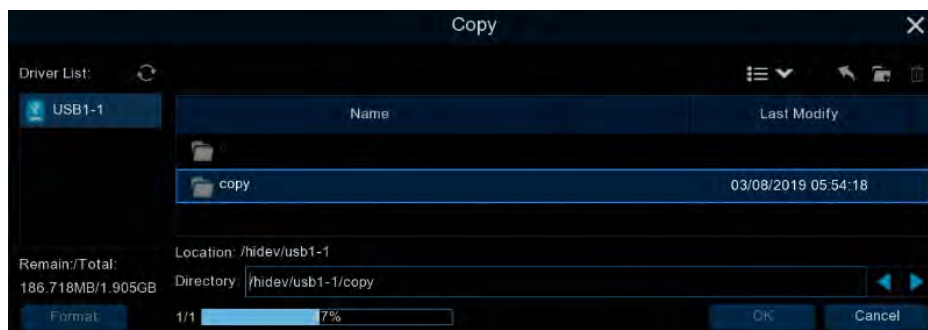 Copy
Driver List:
USB1-1
Name
Last Modify
copy
03/08/2019 05:54:18
Location: /hidev/usb1-1
Remain:/Total:
186.718MB/1.905GB
Directory: /hidev/usb1-1/copy
Format
1/1
OK
Cancel